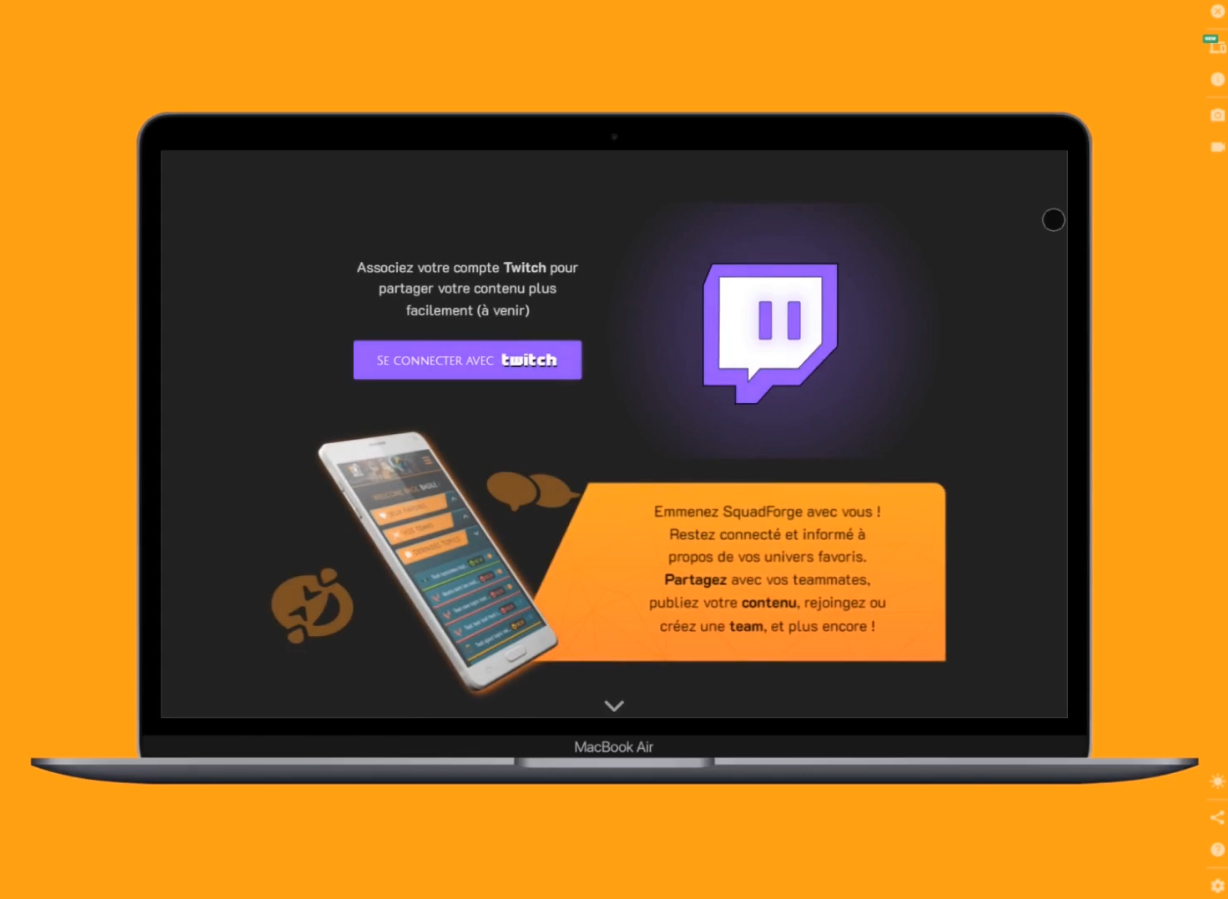 NEW
Associez votre compte Twitch pour
partager votre contenu plus
facilement (à venir)
SE CONNECTER AVEC twitch
Emmenez SquadForge avec vous !
Restez connecté et informé à
propos de vos univers favoris.
Partagez avec vos teammates,
publiez votre contenu, rejoingez ou
créez une team, et plus encore !
MacBook Air